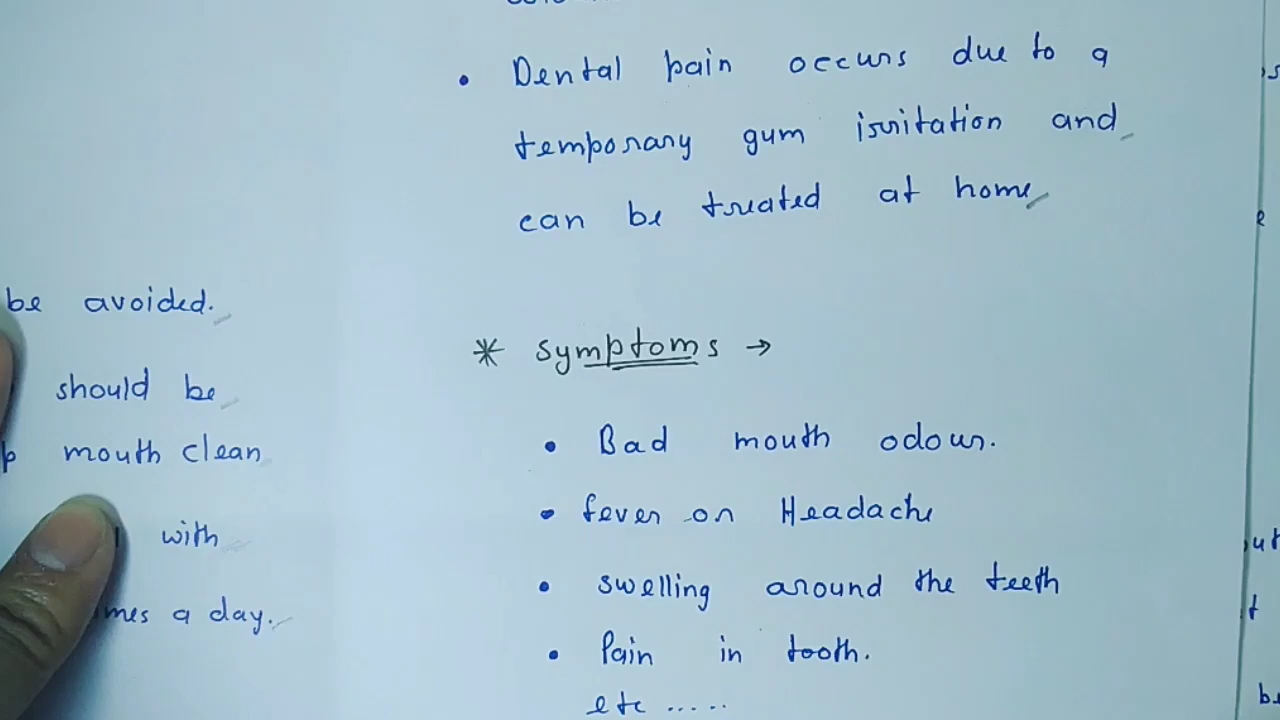 be avoided.
should be
mouth clean
with
mes a day.
• Dental pain occurs due to a
temporary gum irritation and
can be treated at home
* Symptoms →
• Bad mouth odour.
• fever or Headache
• swelling around the teeth
• Pain in tooth.
etc .....